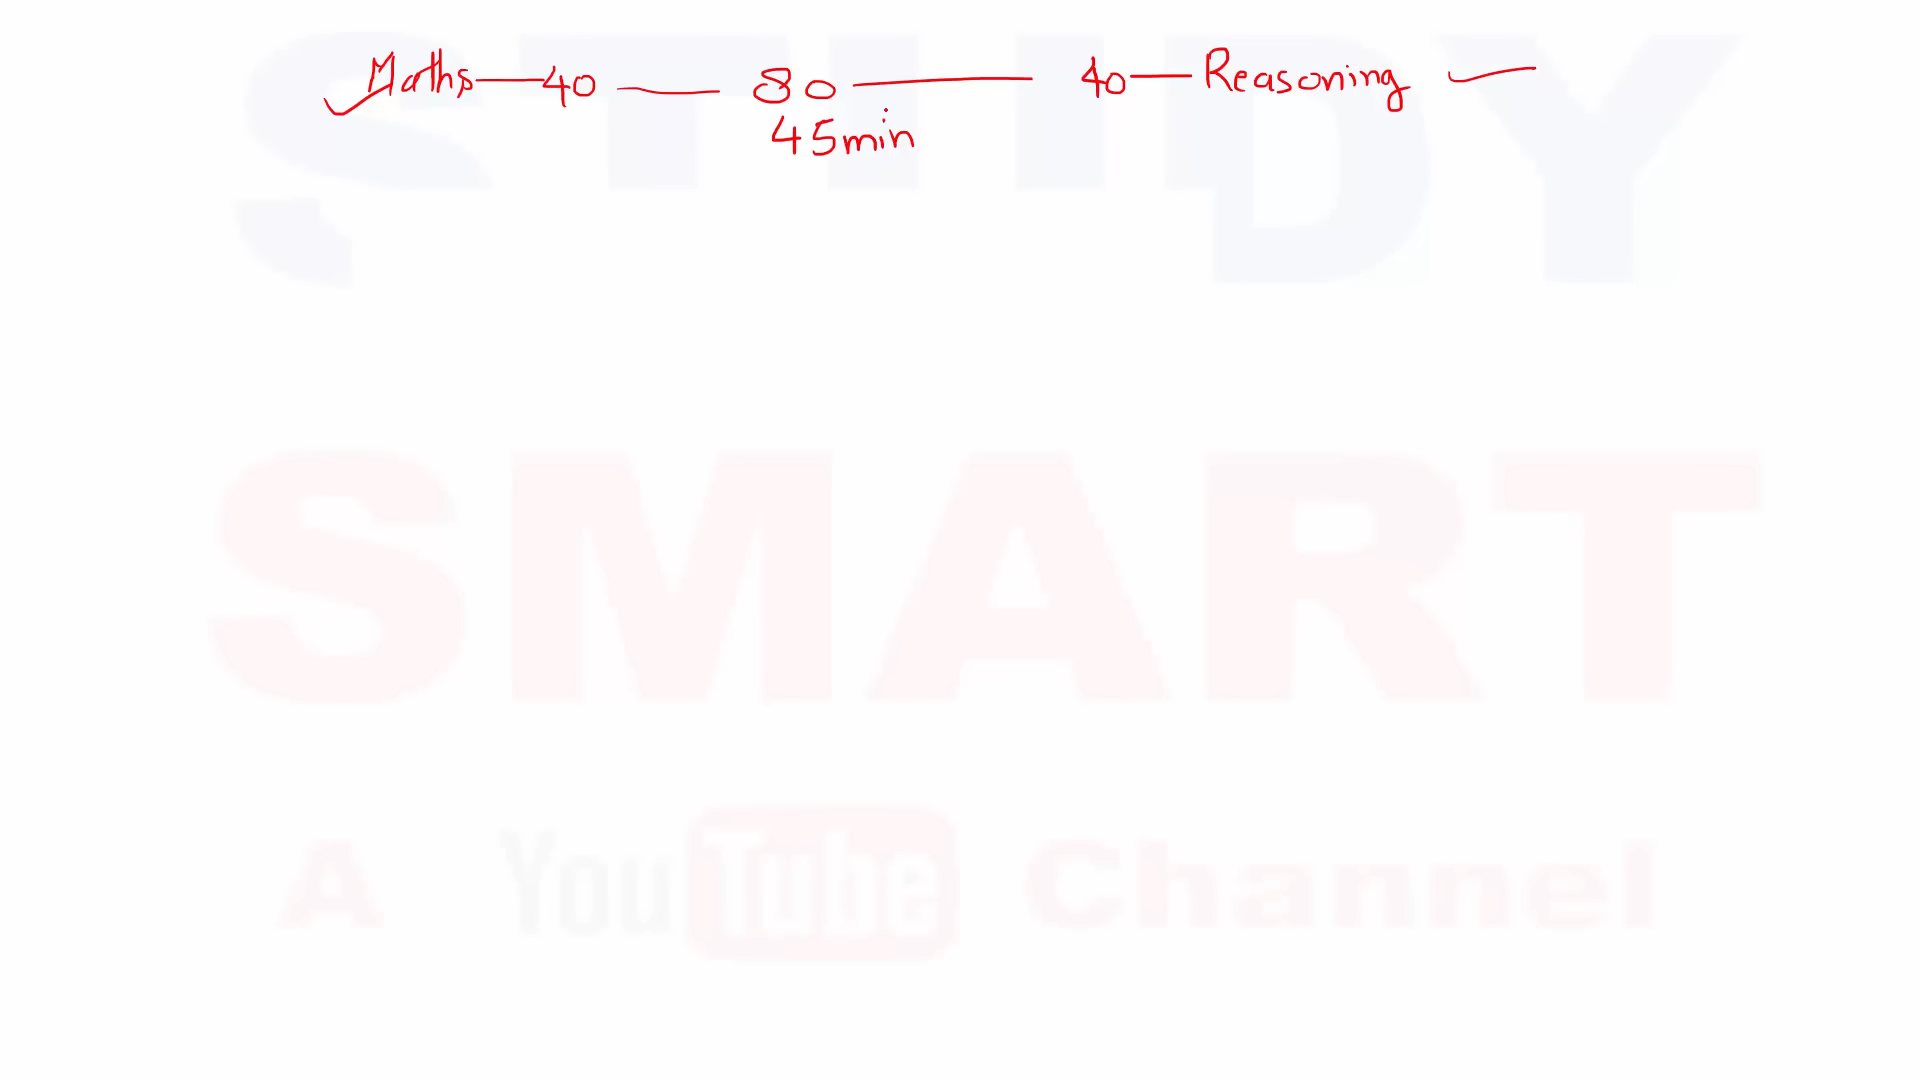 Maths — 40 — 80 — 40 — Reasoning
45min
STUDY
SMART
A YouTube Channel